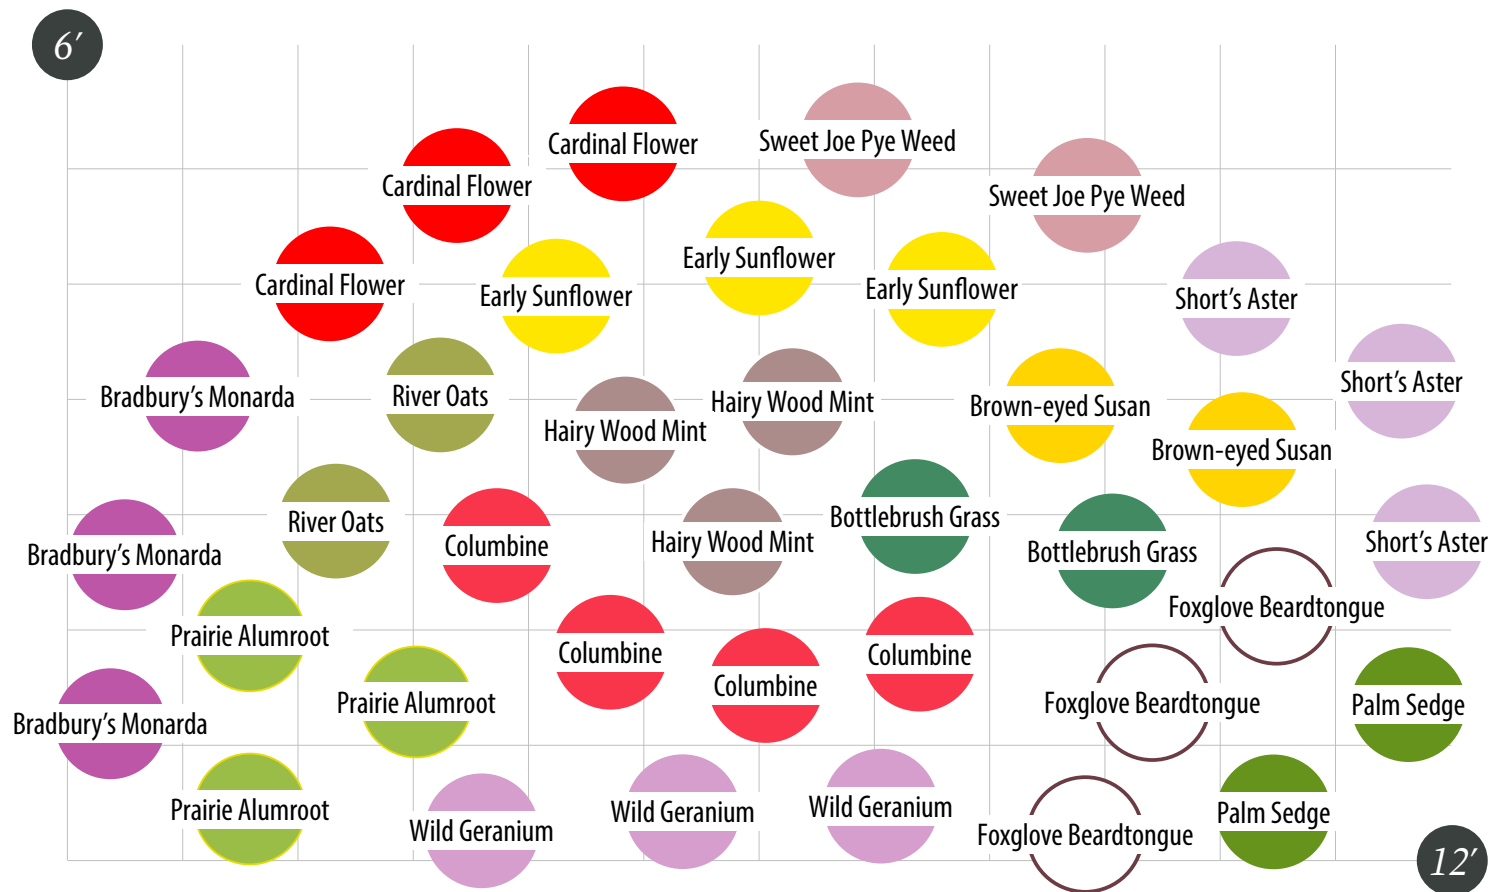 6′
Cardinal Flower
Sweet Joe Pye Weed
Cardinal Flower
Sweet Joe Pye Weed
Early Sunflower
Cardinal Flower
Early Sunflower
Early Sunflower
Short's Aster
Bradbury's Monarda
River Oats
Hairy Wood Mint
Brown-eyed Susan
Short's Aster
Hairy Wood Mint
Brown-eyed Susan
River Oats
Bottlebrush Grass
Columbine
Hairy Wood Mint
Bottlebrush Grass
Short's Aster
Bradbury's Monarda
Foxglove Beardtongue
Prairie Alumroot
Columbine
Columbine
Columbine
Prairie Alumroot
Foxglove Beardtongue
Palm Sedge
Bradbury's Monarda
Prairie Alumroot
Wild Geranium
Wild Geranium
Wild Geranium
Foxglove Beardtongue
Palm Sedge
12′